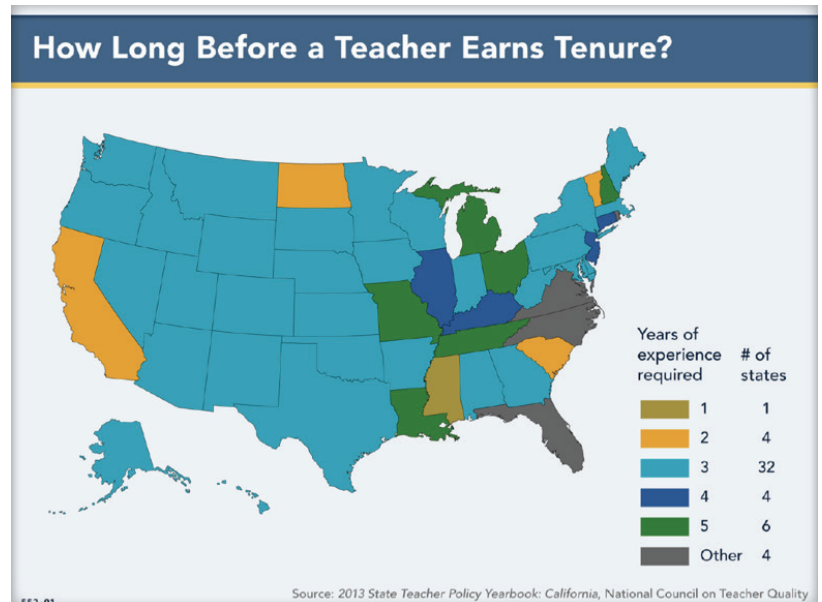 How Long Before a Teacher Earns Tenure?
Years of
experience # of
required states
1 1
2 4
3 32
4 4
5 6
Other 4
Source: 2013 State Teacher Policy Yearbook: California, National Council on Teacher Quality